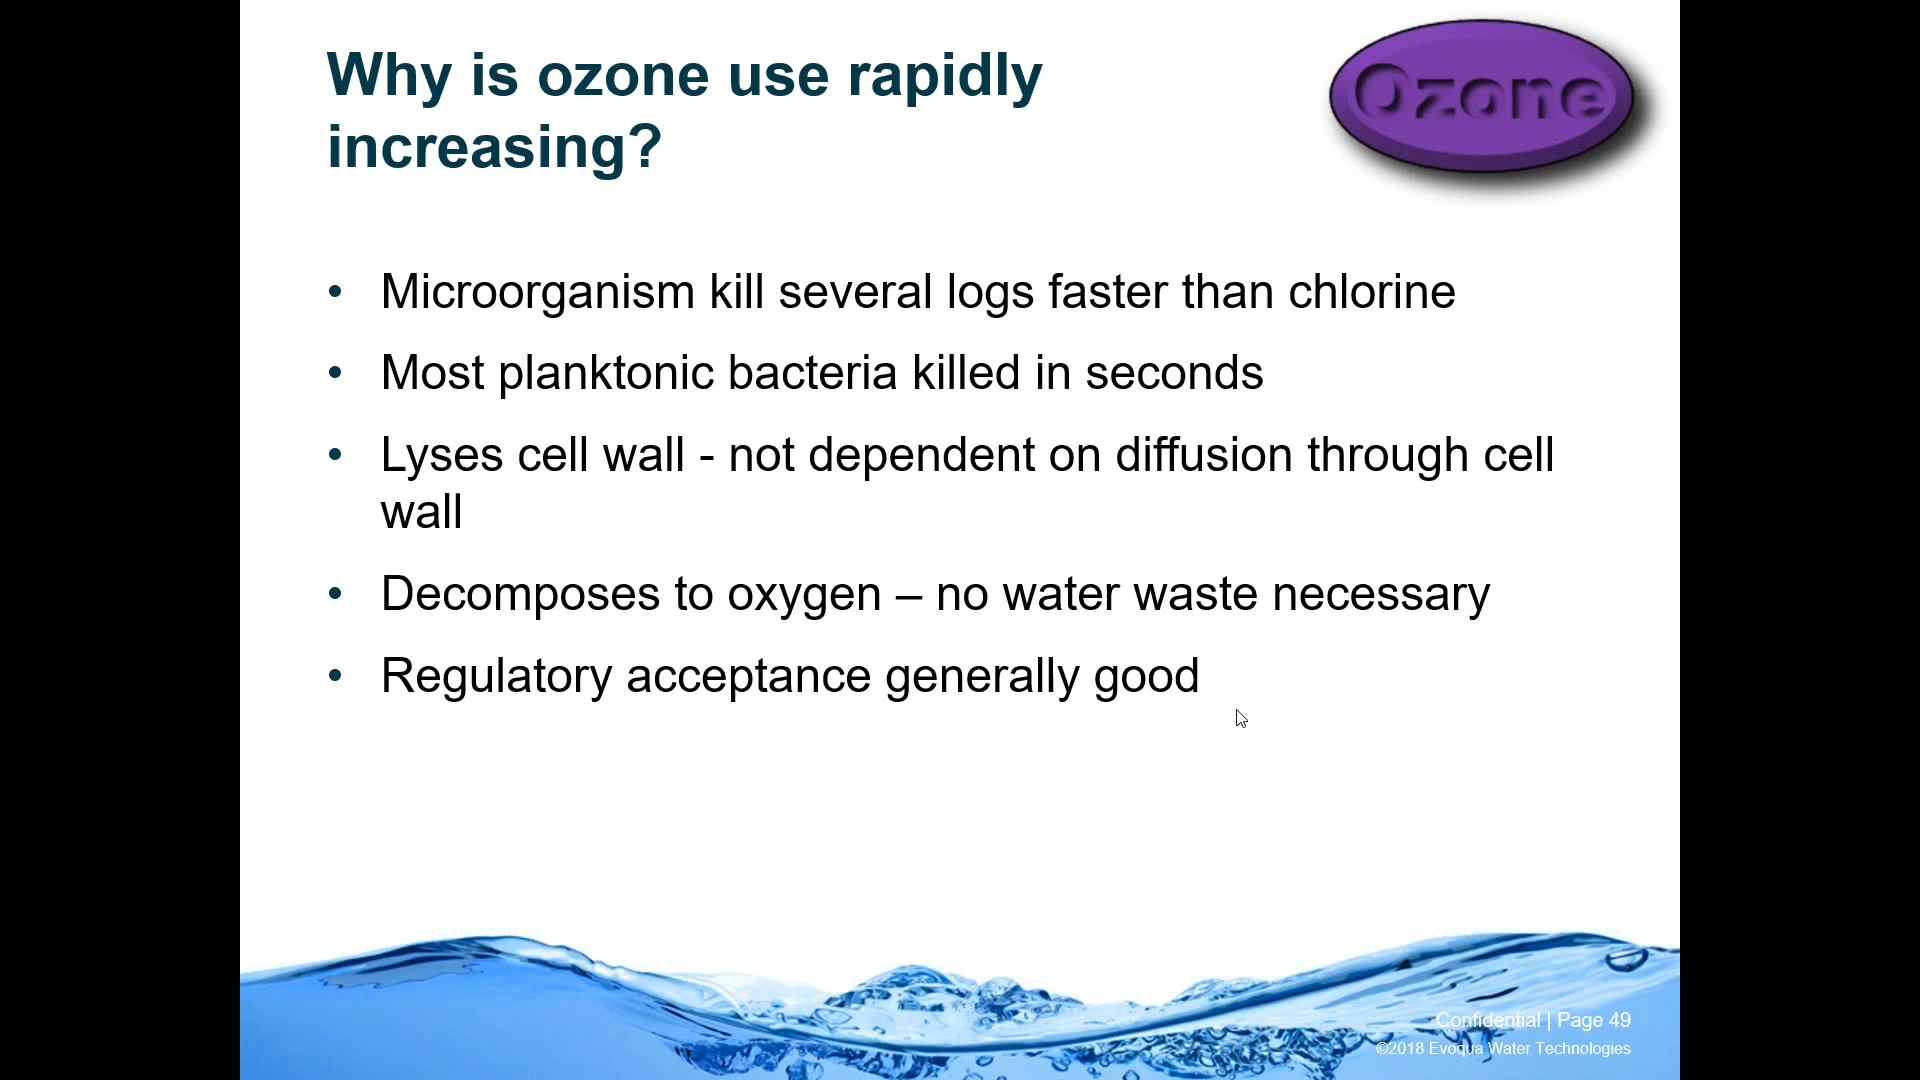 Why is ozone use rapidly
increasing?
Ozone
• Microorganism kill several logs faster than chlorine
• Most planktonic bacteria killed in seconds
• Lyses cell wall - not dependent on diffusion through cell
wall
• Decomposes to oxygen – no water waste necessary
• Regulatory acceptance generally good
Confidential | Page 49
©2018 Evoqua Water Technologies